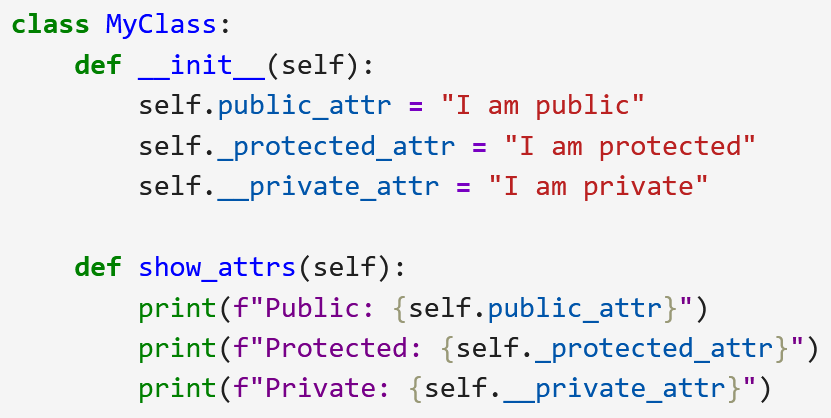 class MyClass:
    def __init__(self):
        self.public_attr = "I am public"
        self._protected_attr = "I am protected"
        self.__private_attr = "I am private"

    def show_attrs(self):
        print(f"Public: {self.public_attr}")
        print(f"Protected: {self._protected_attr}")
        print(f"Private: {self.__private_attr}")